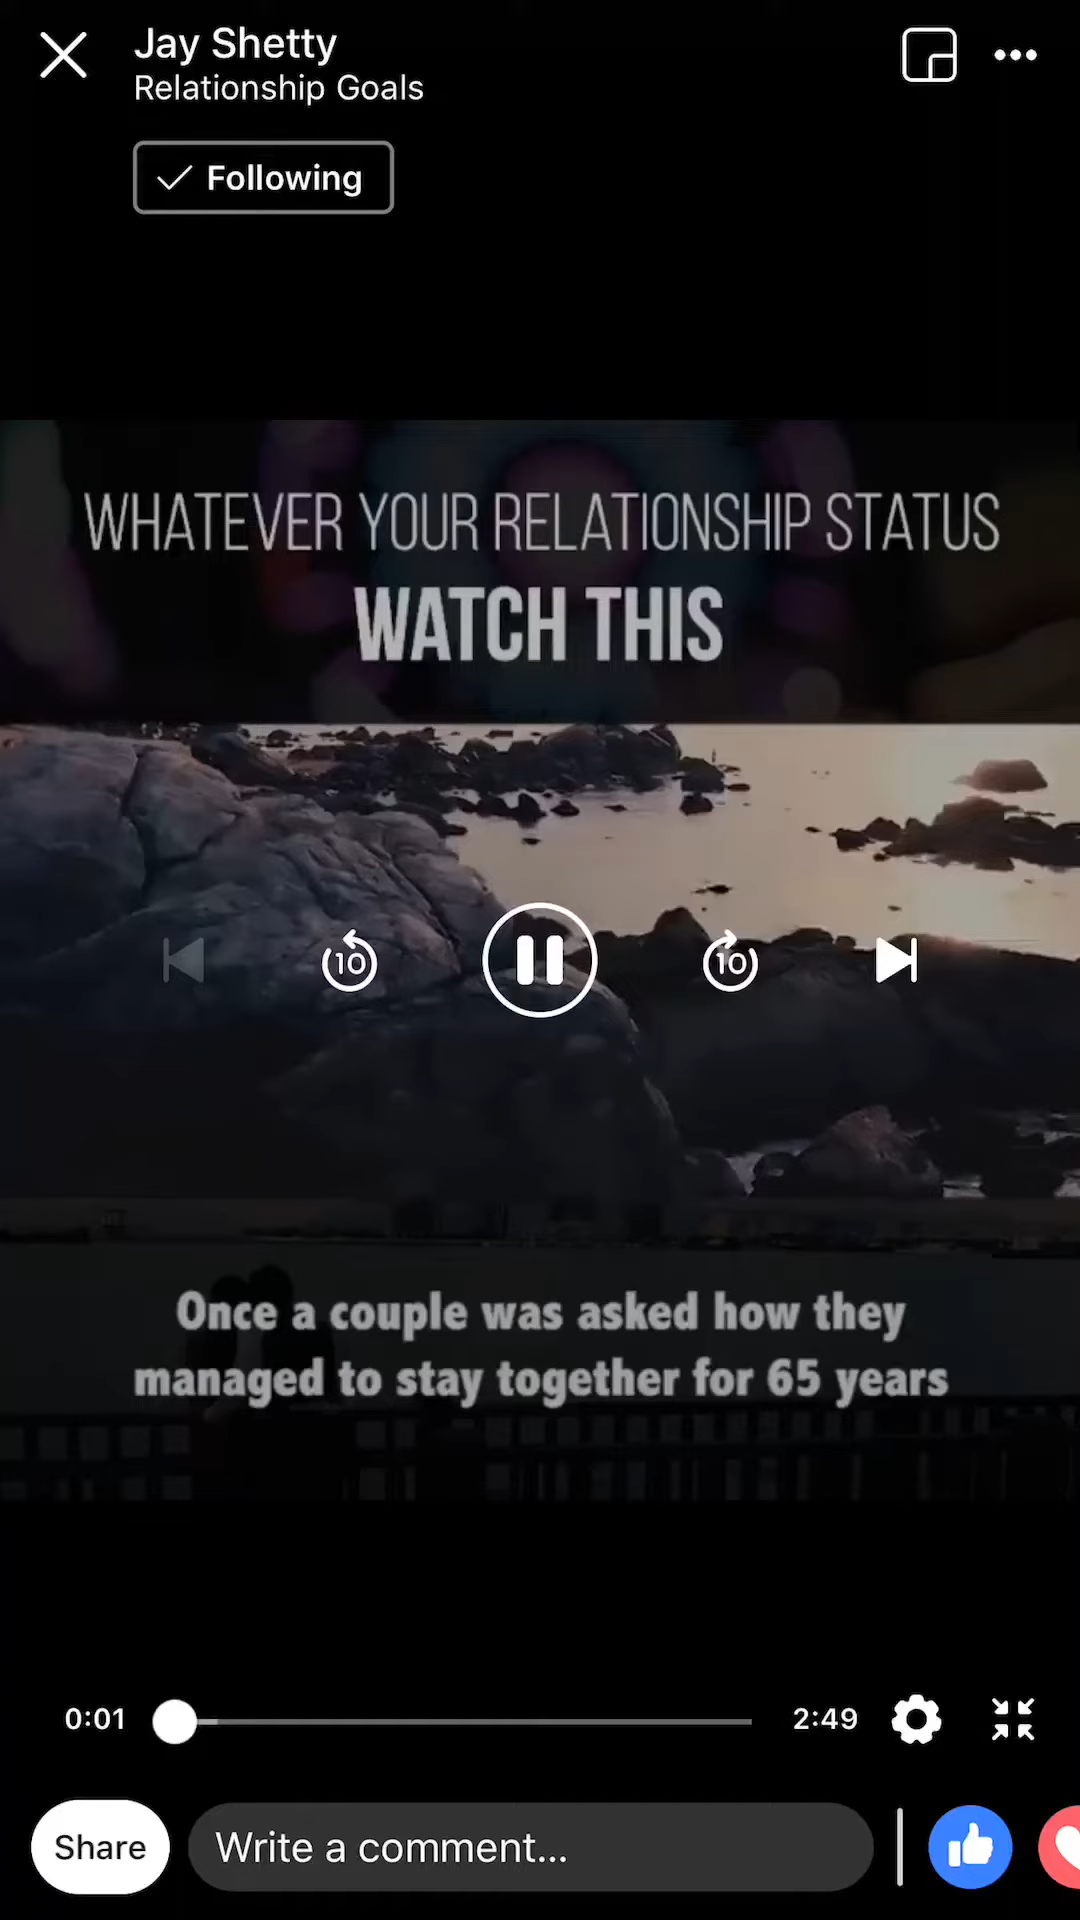 Jay Shetty
Relationship Goals
Following
WHATEVER YOUR RELATIONSHIP STATUS
WATCH THIS
10
10
Once a couple was asked how they
managed to stay together for 65 years
0:01
2:49
Share
Write a comment...